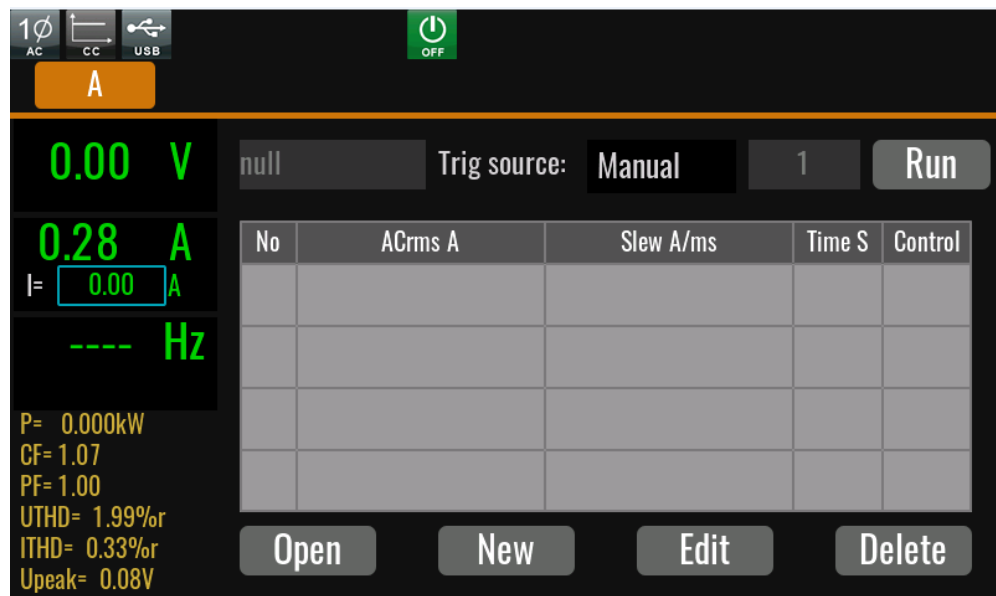 1Ø AC CC USB OFF
A
0.00 V
null Trig source: Manual 1 Run
0.28 A
I= 0.00 A
---- Hz
No ACrms A Slew A/ms Time S Control
P= 0.000kW
CF= 1.07
PF= 1.00
UTHD= 1.99%r
ITHD= 0.33%r
Upeak= 0.08V
Open New Edit Delete